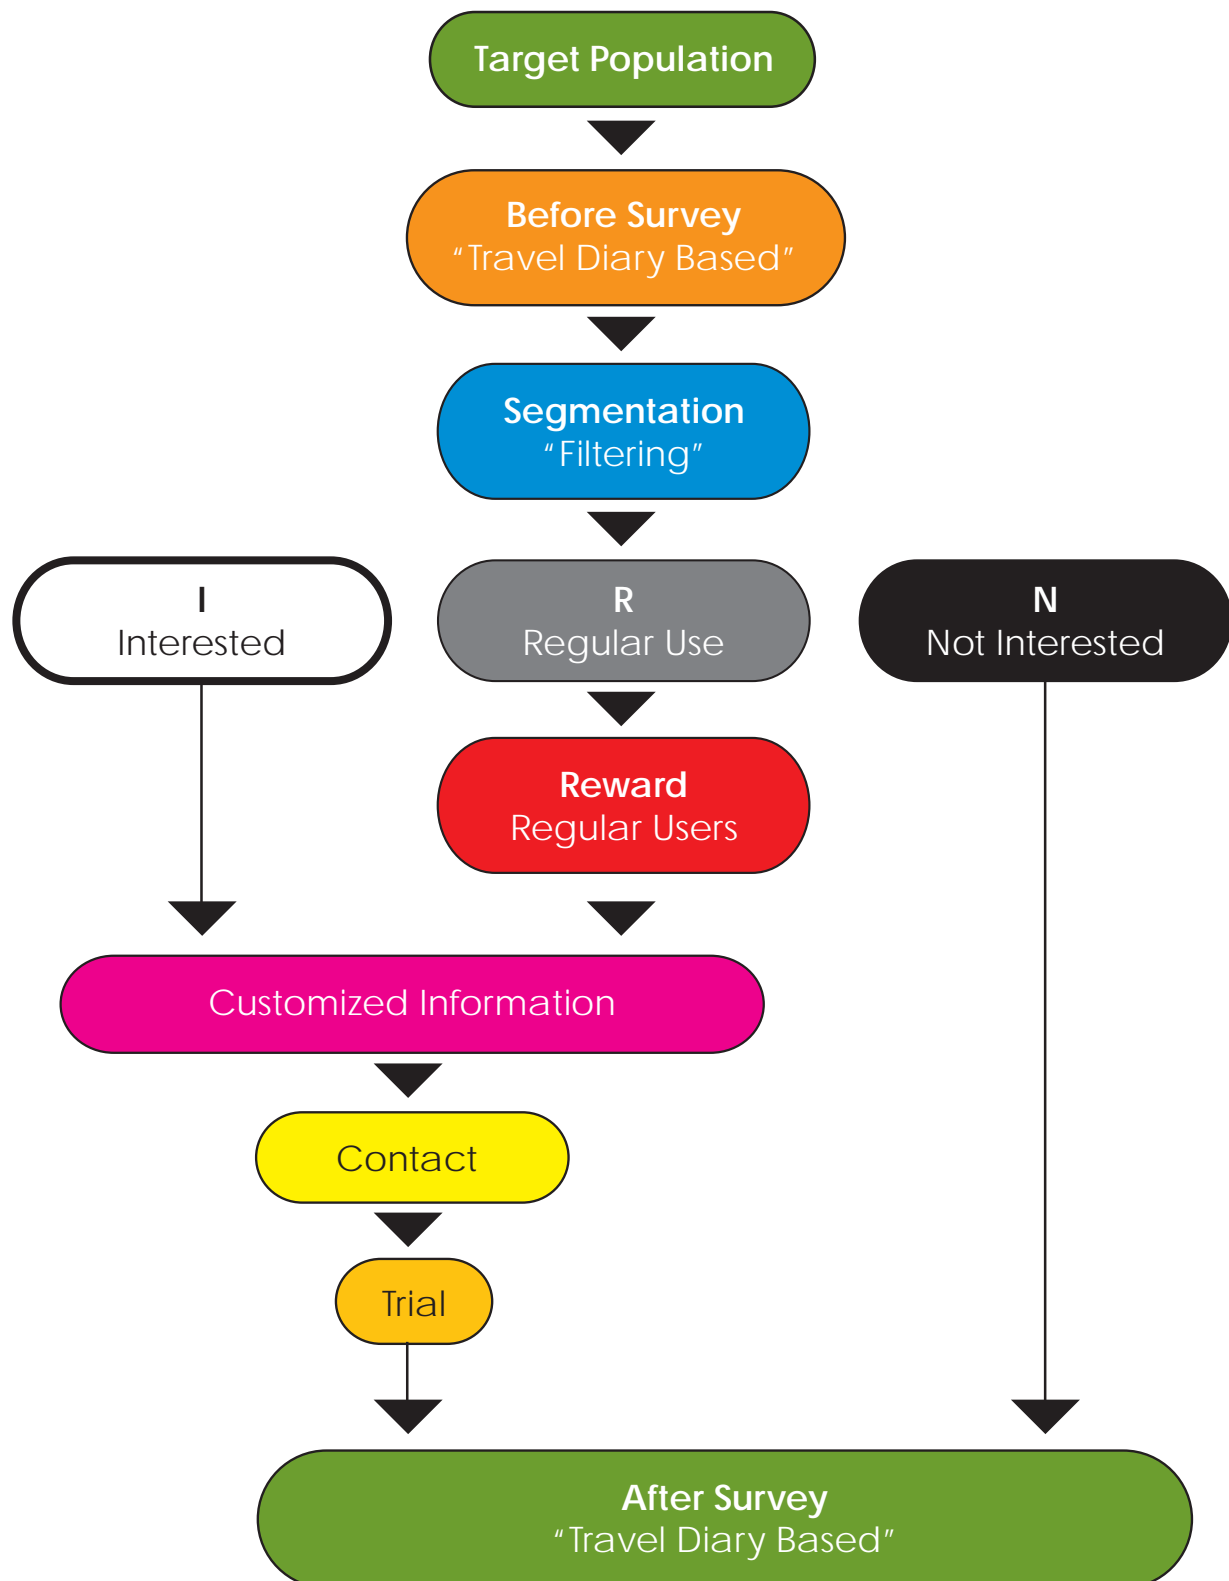 Target Population
Before Survey
“Travel Diary Based”
Segmentation
“Filtering”
I
Interested
R
Regular Use
N
Not Interested
Reward
Regular Users
Customized Information
Contact
Trial
After Survey
“Travel Diary Based”